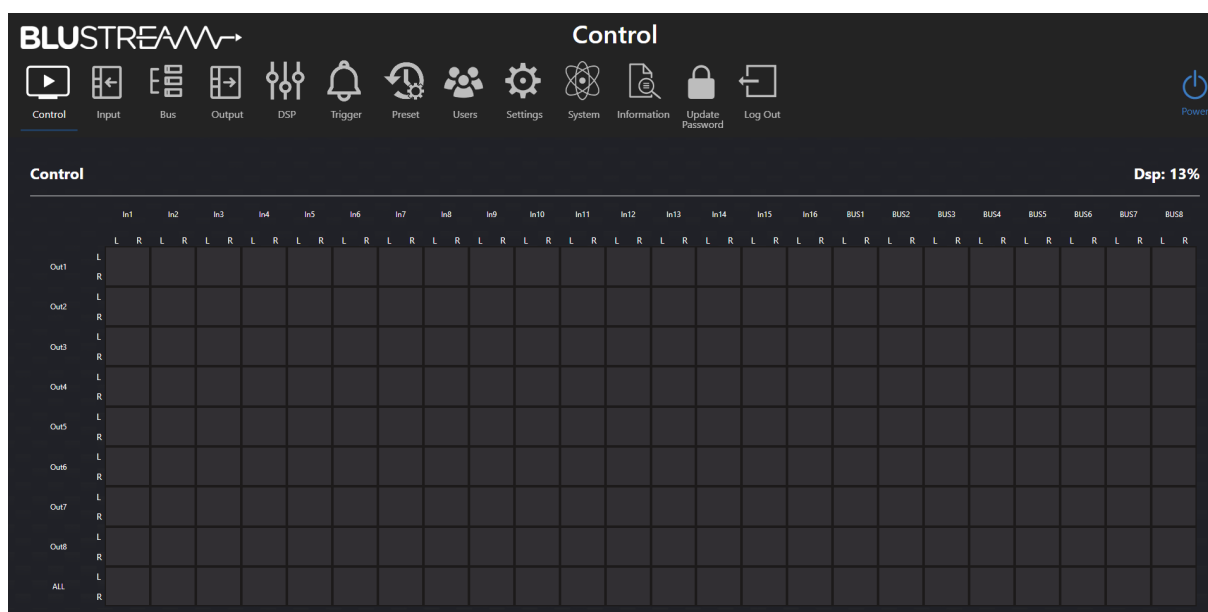 BLUSTREAM Control
Control Input Bus Output DSP Trigger Preset Users Settings System Information Update Password Log Out Power
Control Dsp: 13%
In1 In2 In3 In4 In5 In6 In7 In8 In9 In10 In11 In12 In13 In14 In15 In16 BUS1 BUS2 BUS3 BUS4 BUS5 BUS6 BUS7 BUS8
L R L R L R L R L R L R L R L R L R L R L R L R L R L R L R L R L R L R L R L R L R L R L R L R
L
Out1
R
L
Out2
R
L
Out3
R
L
Out4
R
L
Out5
R
L
Out6
R
L
Out7
R
L
Out8
R
L
ALL
R